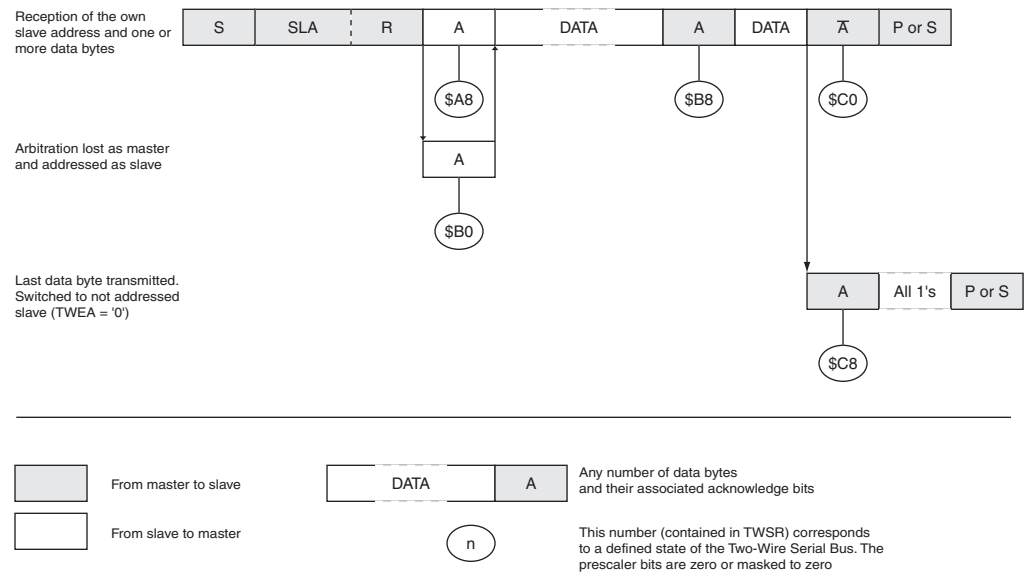 Reception of the own
slave address and one or
more data bytes
S SLA R A DATA A DATA A̅ P or S
$A8 $B8 $C0
Arbitration lost as master
and addressed as slave
A
$B0
Last data byte transmitted.
Switched to not addressed
slave (TWEA = '0')
A All 1's P or S
$C8
From master to slave
DATA A
Any number of data bytes
and their associated acknowledge bits
From slave to master
n
This number (contained in TWSR) corresponds
to a defined state of the Two-Wire Serial Bus. The
prescaler bits are zero or masked to zero